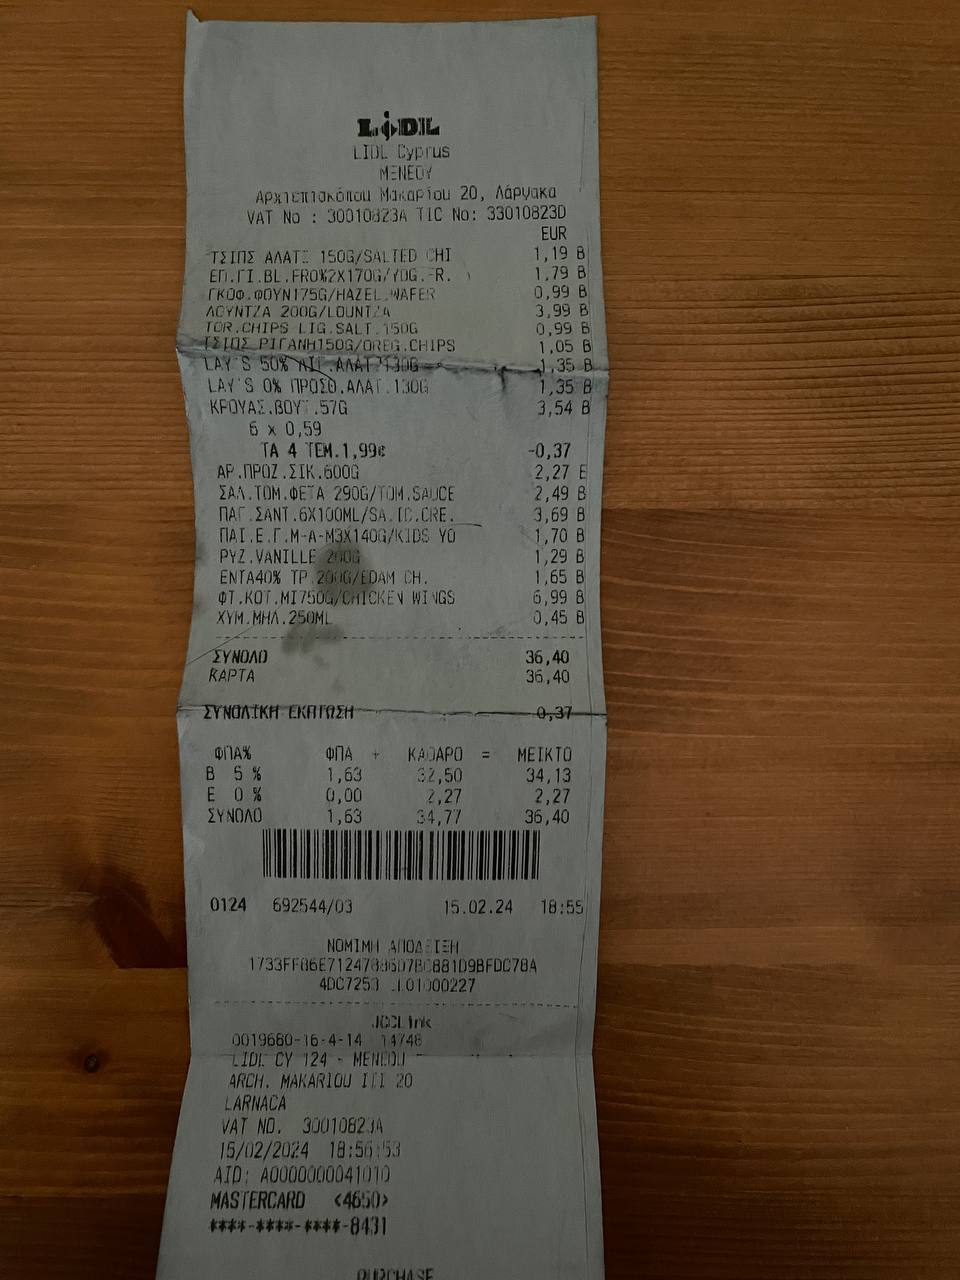 LIDL
LIDL Cyprus
ΜΕΝΕΟΥ
Αρχιεπισκόπου Μακαρίου 20, Λάρνακα
VAT No : 30010823A TIC No: 33010823D
EUR
ΤΣΙΠΣ ΑΛΑΤΙ 150G/SALTED CHI 1,19 B
ΕΠ.ΓΙ.BL.FRO%2X170G/YOG.FR. 1,79 B
ΓΚΟΦ.ΦΟΥΝ175G/HAZEL.WAFER 0,99 B
ΛΟΥΝΤΖΑ 200G/LOUNTZA 3,99 B
TOR.CHIPS LIG.SALT.150G 0,99 B
ΤΣΙΠΣ ΡΙΓΑΝΗ150G/OREG.CHIPS 1,05 B
LAY'S 50% ΛΙΓ.ΑΛΑΤΙ130G 1,35 B
LAY'S 0% ΠΡΟΣΘ.ΑΛΑΤ.130G 1,35 B
ΚΡΟΥΑΣ.ΒΟΥΤ.57G 3,54 B
6 x 0,59
ΤΑ 4 ΤΕΜ.1,99€ -0,37
ΑΡ.ΠΡΟΖ.ΣΙΚ.600G 2,27 E
ΣΑΛ.ΤΟΜ.ΦΕΤΑ 290G/TOM.SAUCE 2,49 B
ΠΑΓ.ΣΑΝΤ.6X100ML/SA.IC.CRE. 3,69 B
ΠΑΙ.Ε.Γ.Μ-Α-Μ3X140G/KIDS YO 1,70 B
ΡΥΖ.VANILLE 200G 1,29 B
ΕΝΤΑ40% ΤΡ.200G/EDAM CH. 1,65 B
ΦΤ.ΚΟΤ.ΜΙ750G/CHICKEN WINGS 6,99 B
ΧΥΜ.ΜΗΛ.250ML 0,45 B
ΣΥΝΟΛΟ 36,40
ΚΑΡΤΑ 36,40
ΣΥΝΟΛΙΚΗ ΕΚΠΤΩΣΗ 0,37
ΦΠΑ% ΦΠΑ + ΚΑΘΑΡΟ = ΜΕΙΚΤΟ
B 5 % 1,63 32,50 34,13
E 0 % 0,00 2,27 2,27
ΣΥΝΟΛΟ 1,63 34,77 36,40
0124 692544/03 15.02.24 18:55
ΝΟΜΙΜΗ ΑΠΟΔΕΙΞΗ
JCCLink
0019680-16-4-14 14748
LIDL CY 124 - MENEOU
ARCH. MAKARIOU III 20
LARNACA
VAT NO. 30010823A
15/02/2024 18:56:53
AID: A0000000041010
MASTERCARD <4650>
****-****-****-8431
PURCHASE